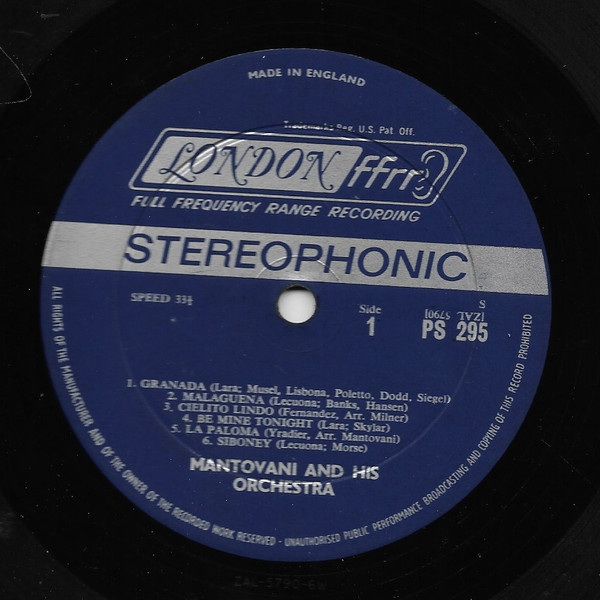 MADE IN ENGLAND
Trademarks Reg. U.S. Pat. Off.
LONDON ffrr
FULL FREQUENCY RANGE RECORDING
STEREOPHONIC
SPEED 33⅓
Side
1
S
[ZAL 5790]
PS 295
1. GRANADA (Lara; Musel, Lisbona, Poletto, Dodd, Siegel)
2. MALAGUENA (Lecuona; Banks, Hansen)
3. CIELITO LINDO (Fernandez, Arr. Milner)
4. BE MINE TONIGHT (Lara; Skylar)
5. LA PALOMA (Yradier, Arr. Mantovani)
6. SIBONEY (Lecuona; Morse)
MANTOVANI AND HIS
ORCHESTRA
ALL RIGHTS OF THE MANUFACTURER AND OF THE OWNER OF THE RECORDED WORK RESERVED - UNAUTHORISED PUBLIC PERFORMANCE BROADCASTING AND COPYING OF THIS RECORD PROHIBITED